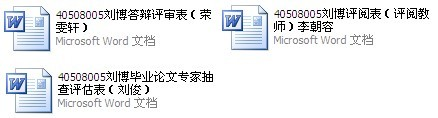 40508005刘博答辩评审表（荣
雯轩）
Microsoft Word 文档
40508005刘博评阅表（评阅教
师）李朝容
Microsoft Word 文档
40508005刘博毕业论文专家抽
查评估表（刘俊）
Microsoft Word 文档